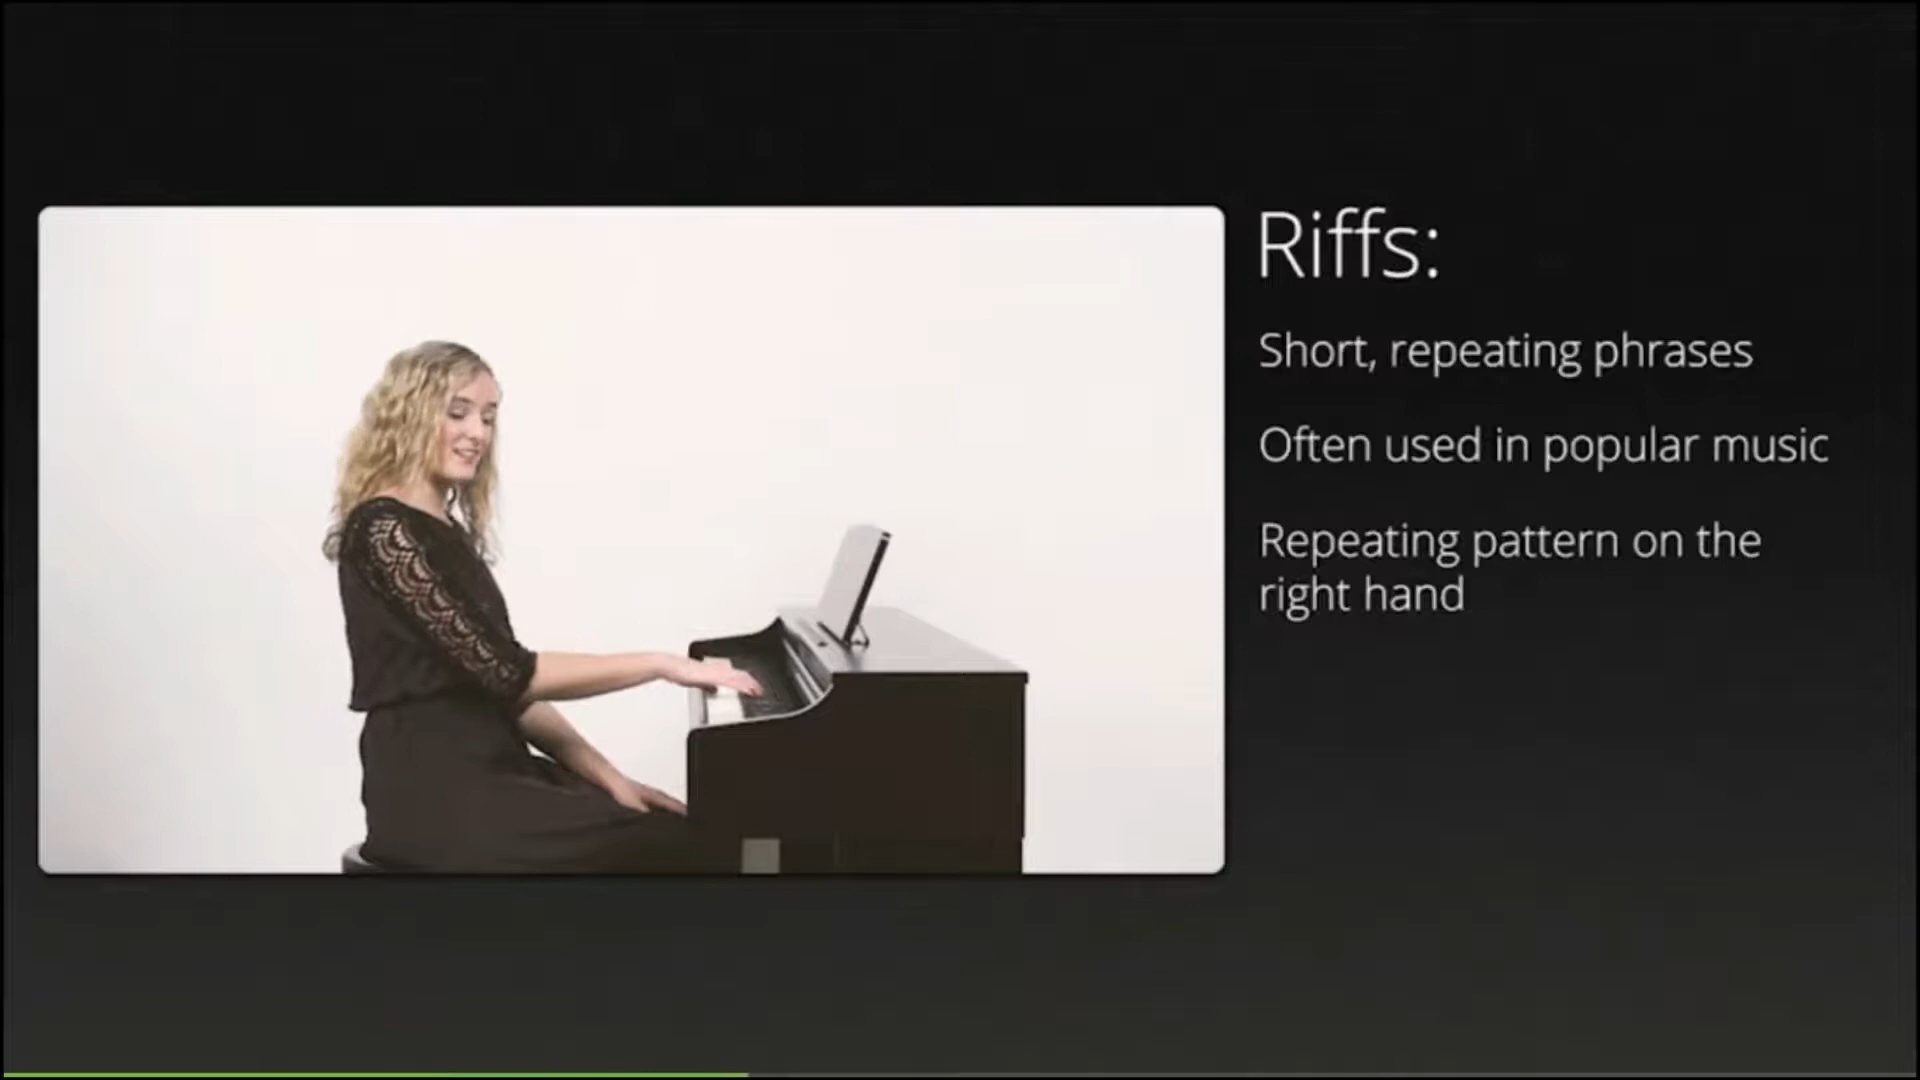 Riffs:
Short, repeating phrases
Often used in popular music
Repeating pattern on the
right hand